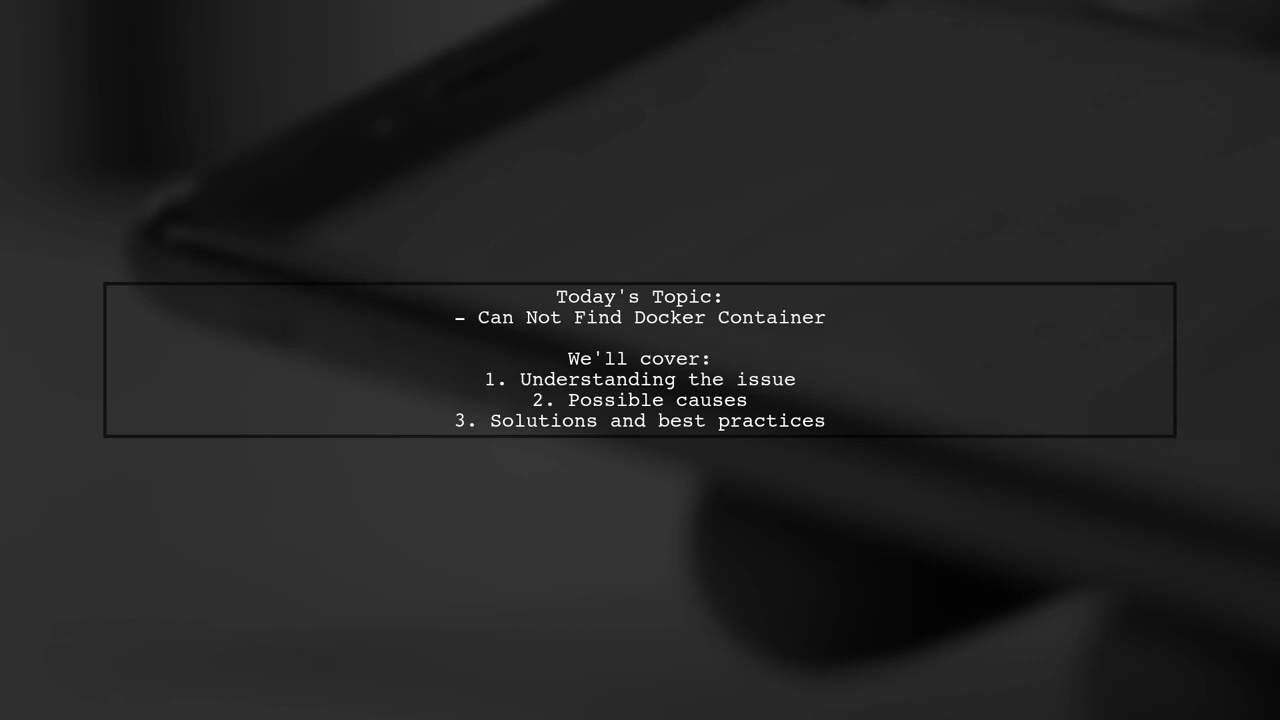 Today's Topic:
- Can Not Find Docker Container
We'll cover:
1. Understanding the issue
2. Possible causes
3. Solutions and best practices